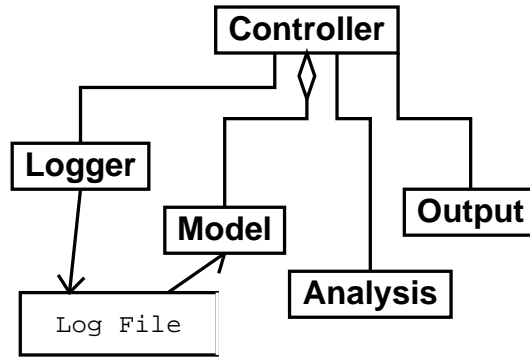 Controller
Logger
Model
Output
Analysis
Log File